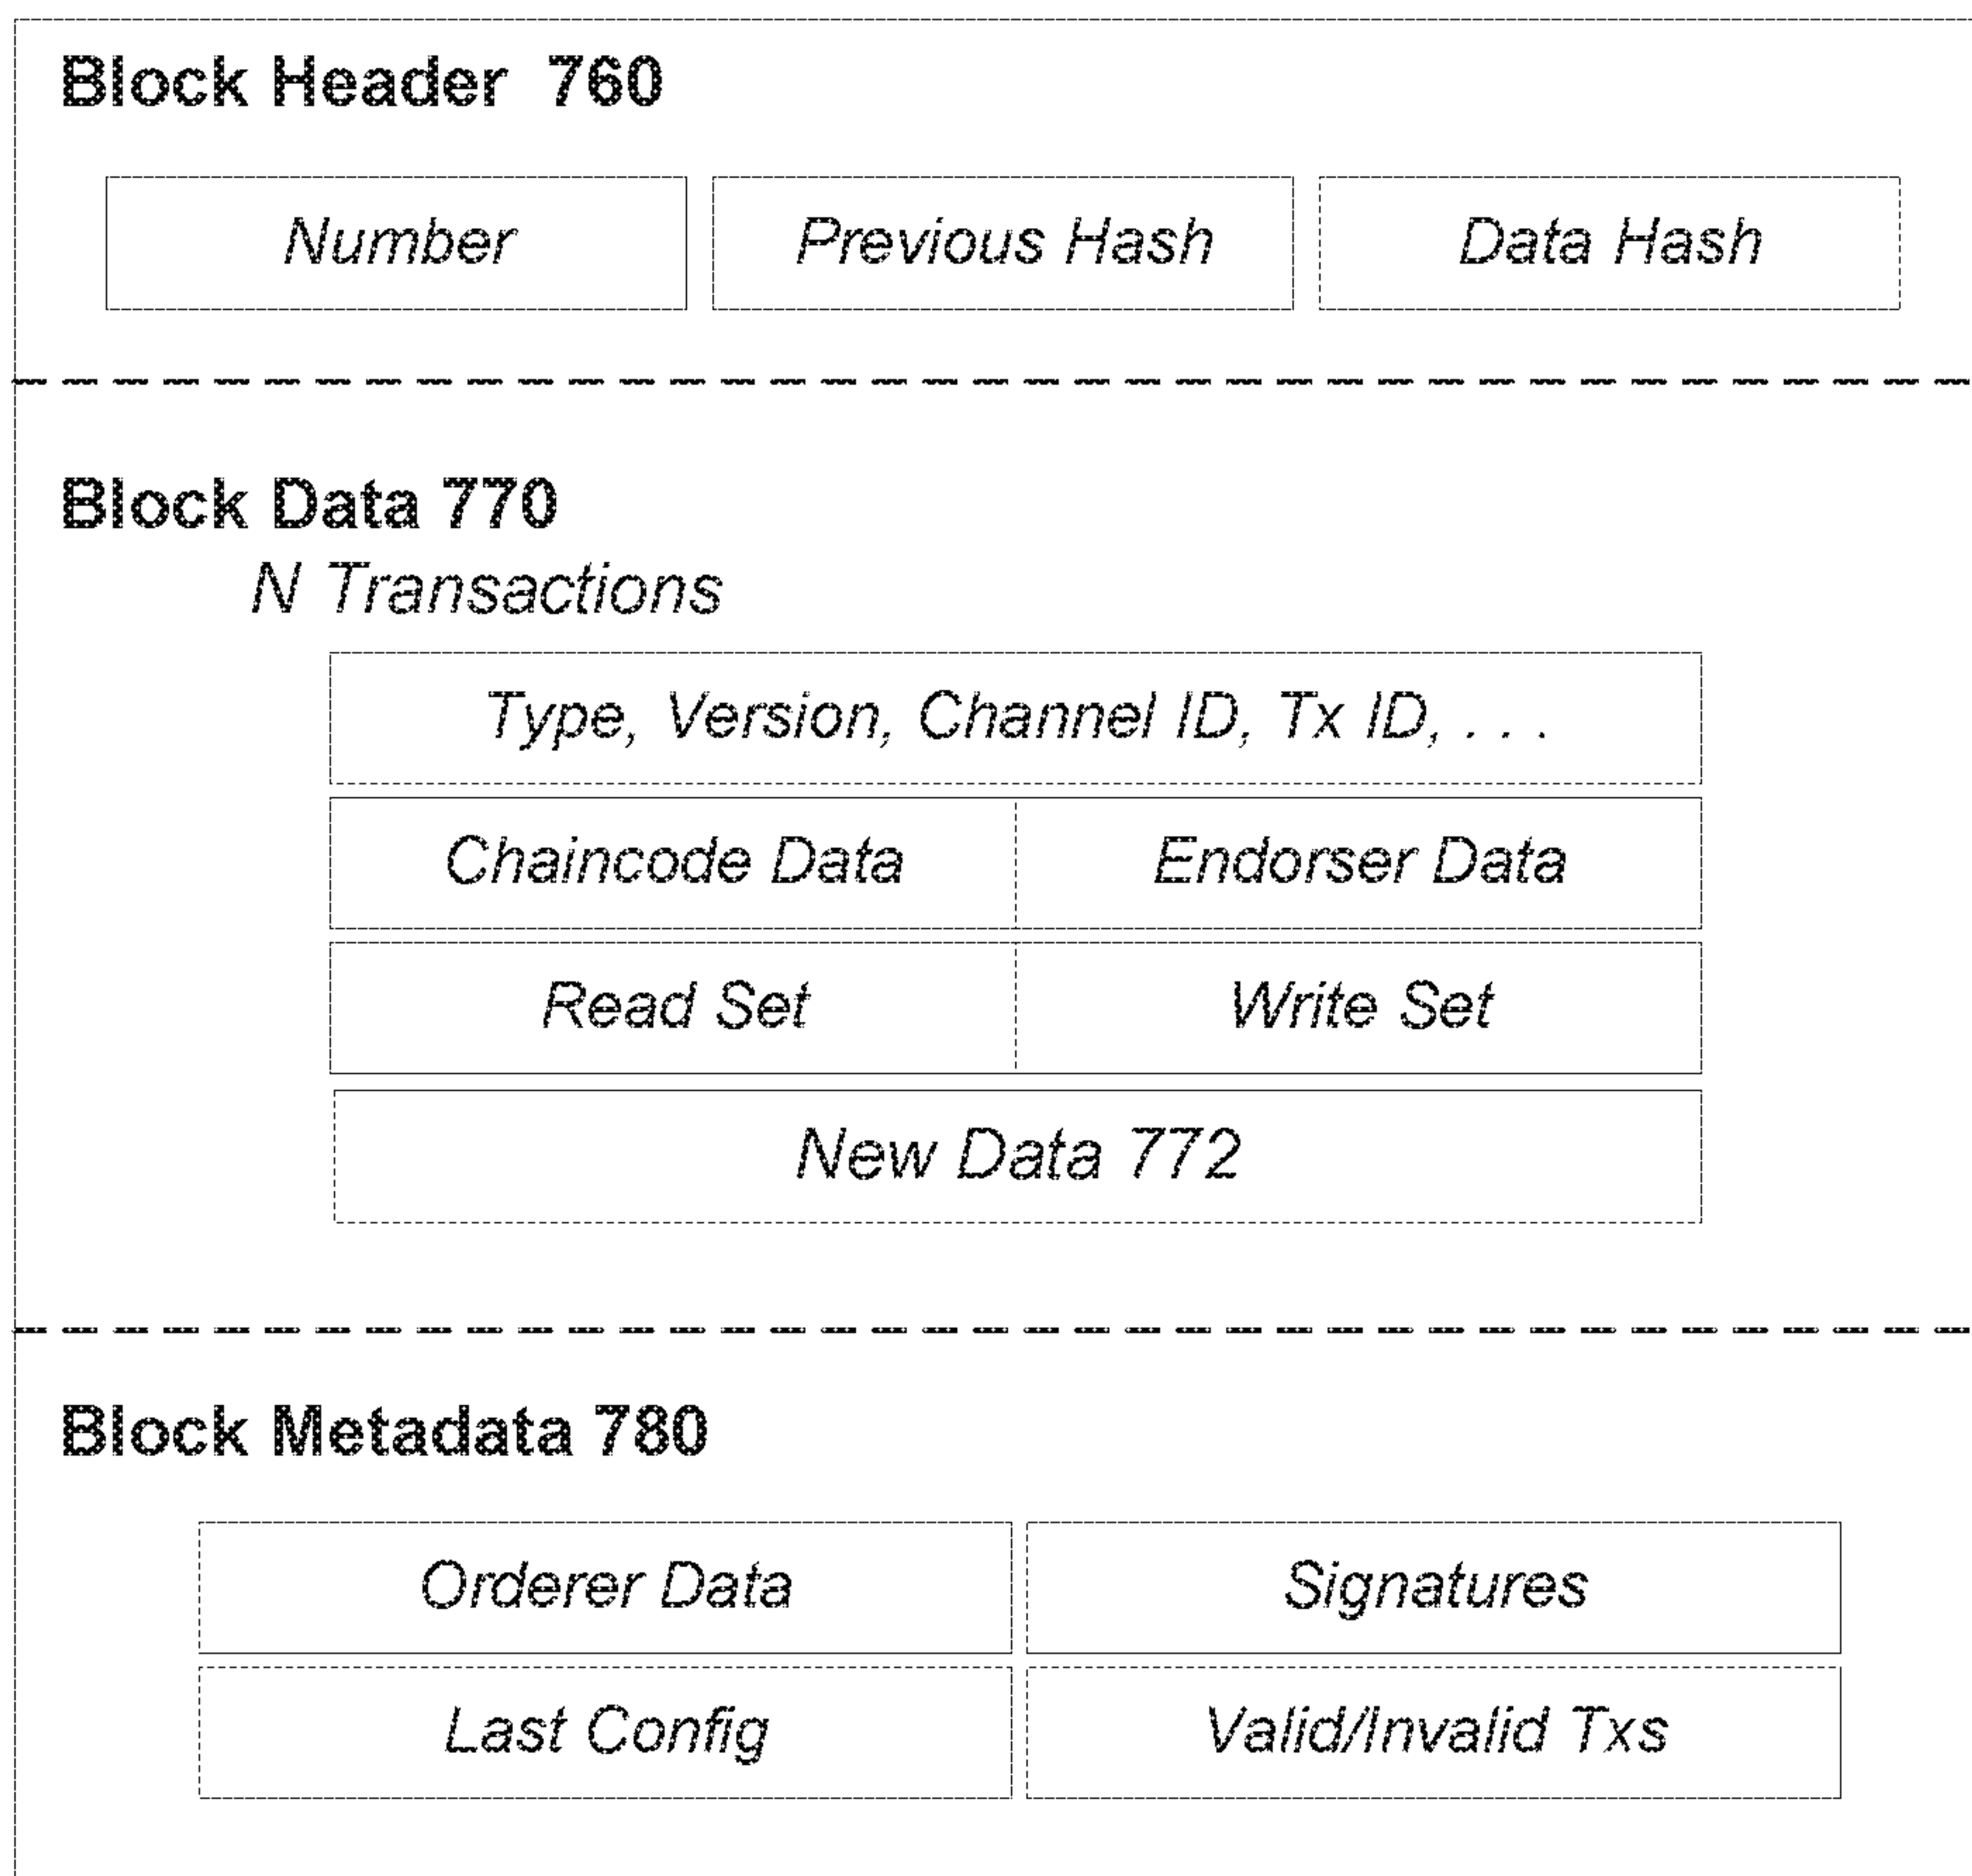 Block Header 760
Number Previous Hash Data Hash
Block Data 770
N Transactions
Type, Version, Channel ID, Tx ID, . . .
Chaincode Data Endorser Data
Read Set Write Set
New Data 772
Block Metadata 780
Orderer Data Signatures
Last Config Valid/Invalid Txs